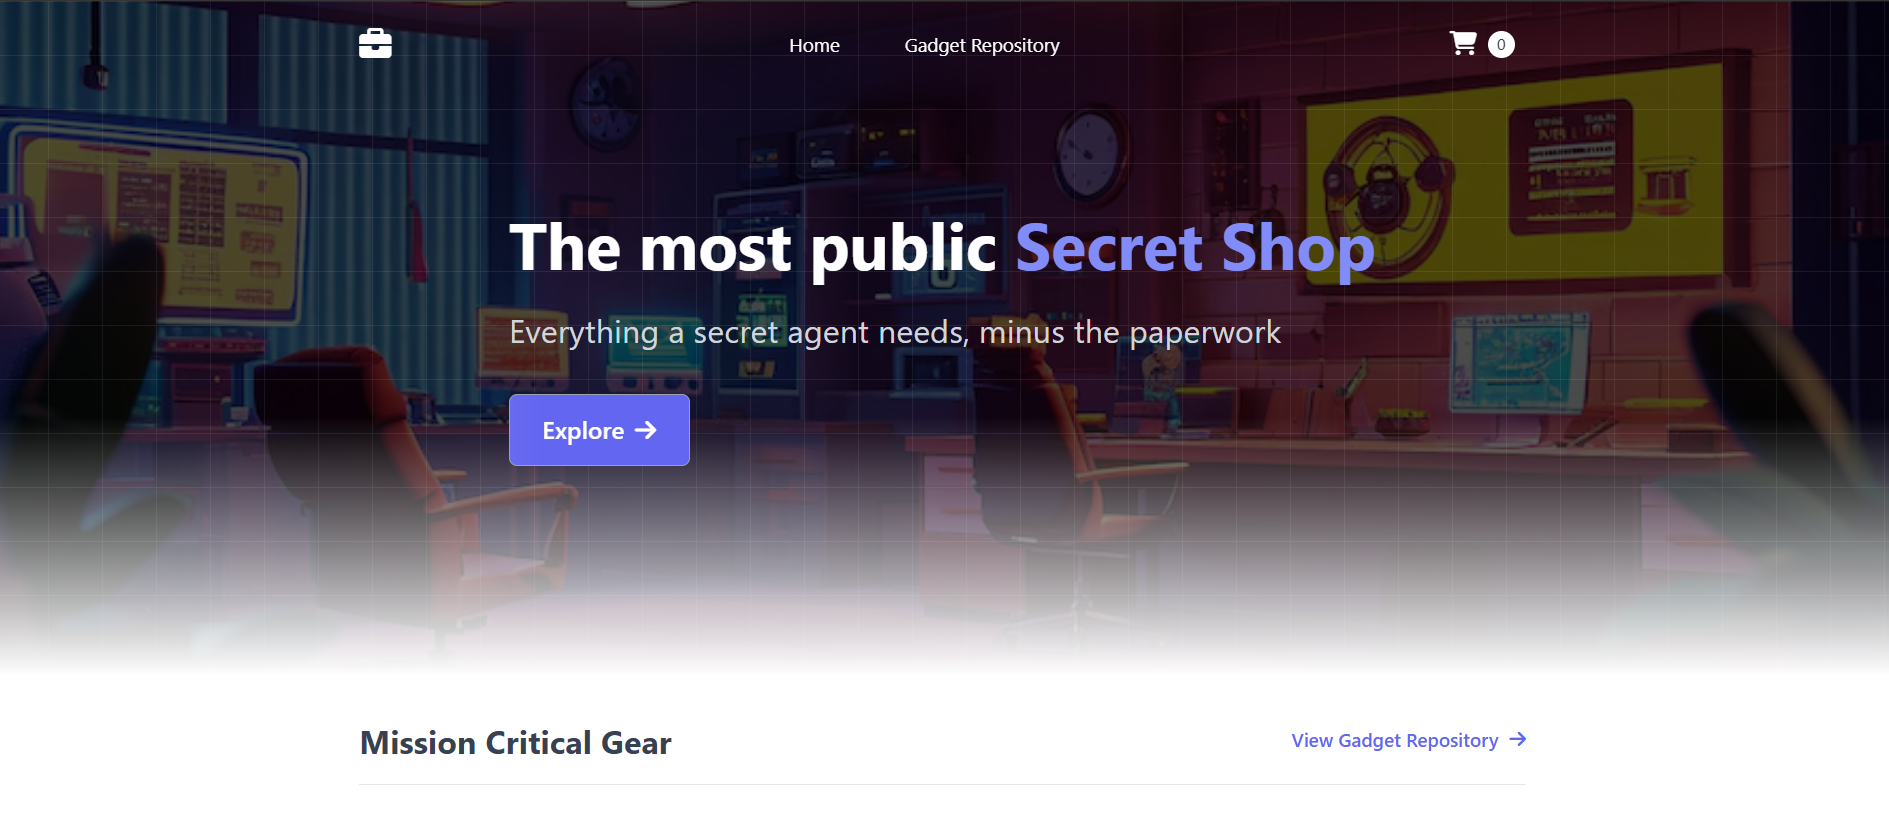 Home
Gadget Repository
0
The most public Secret Shop
Everything a secret agent needs, minus the paperwork
Explore
Mission Critical Gear
View Gadget Repository